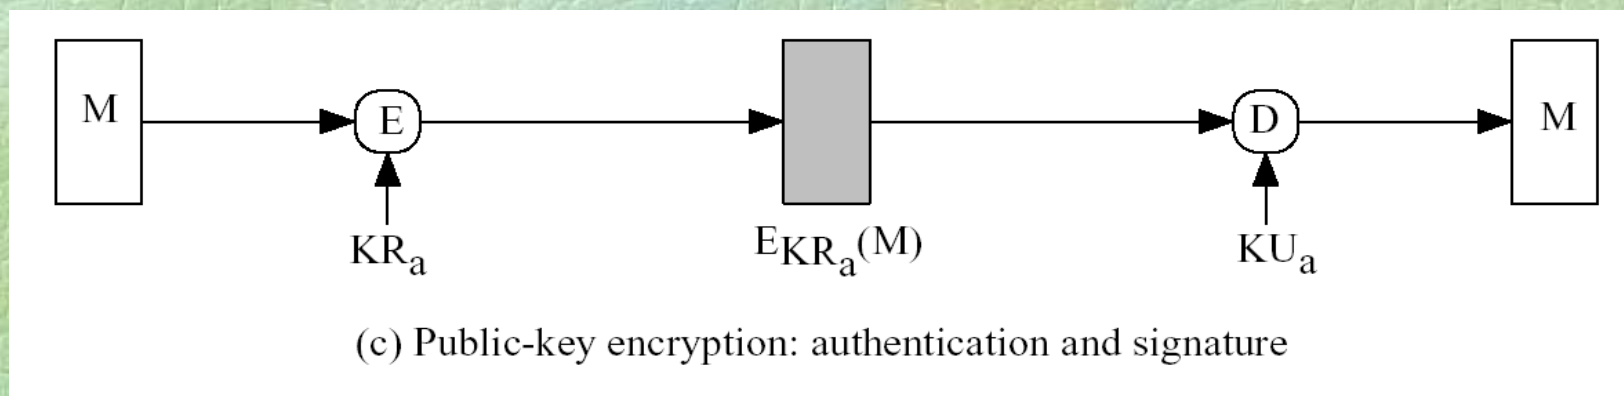 M E D M
KRa EKRa(M) KUa
(c) Public-key encryption: authentication and signature